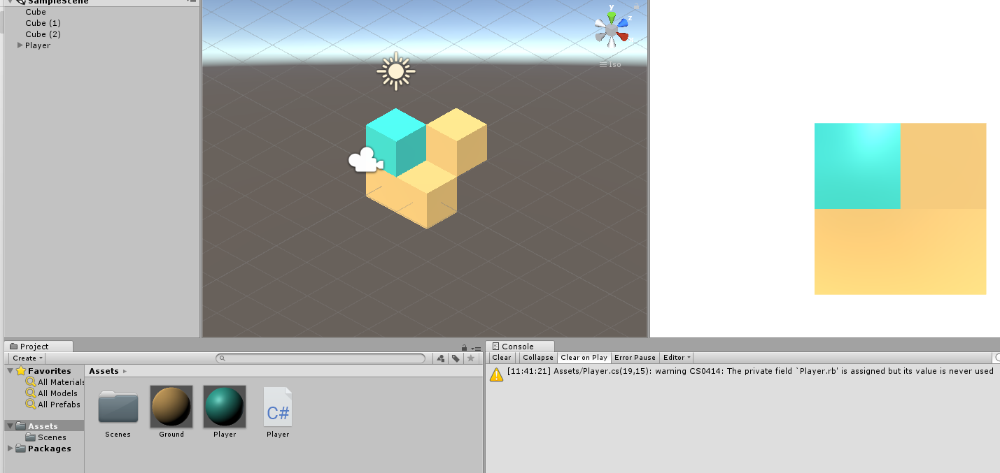 SampleScene
Cube
Cube (1)
Cube (2)
Player
y
z
Iso
Project
Create
Favorites
All Materials
All Models
All Prefabs
Assets
Scenes
Packages
Assets
Scenes
Ground
Player
C#
Player
Console
Clear
Collapse
Clear on Play
Error Pause
Editor
[11:41:21] Assets/Player.cs(19,15): warning CS0414: The private field `Player.rb' is assigned but its value is never used